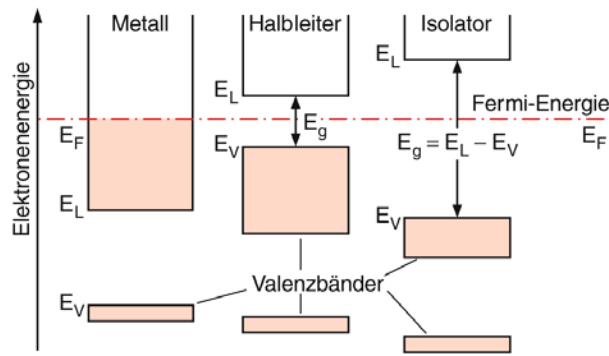 Metall
Halbleiter
Isolator
Elektronenenergie
E_L
E_L
Fermi-Energie
E_F
E_g
E_V
E_g = E_L − E_V
E_F
E_L
E_V
Valenzbänder
E_V